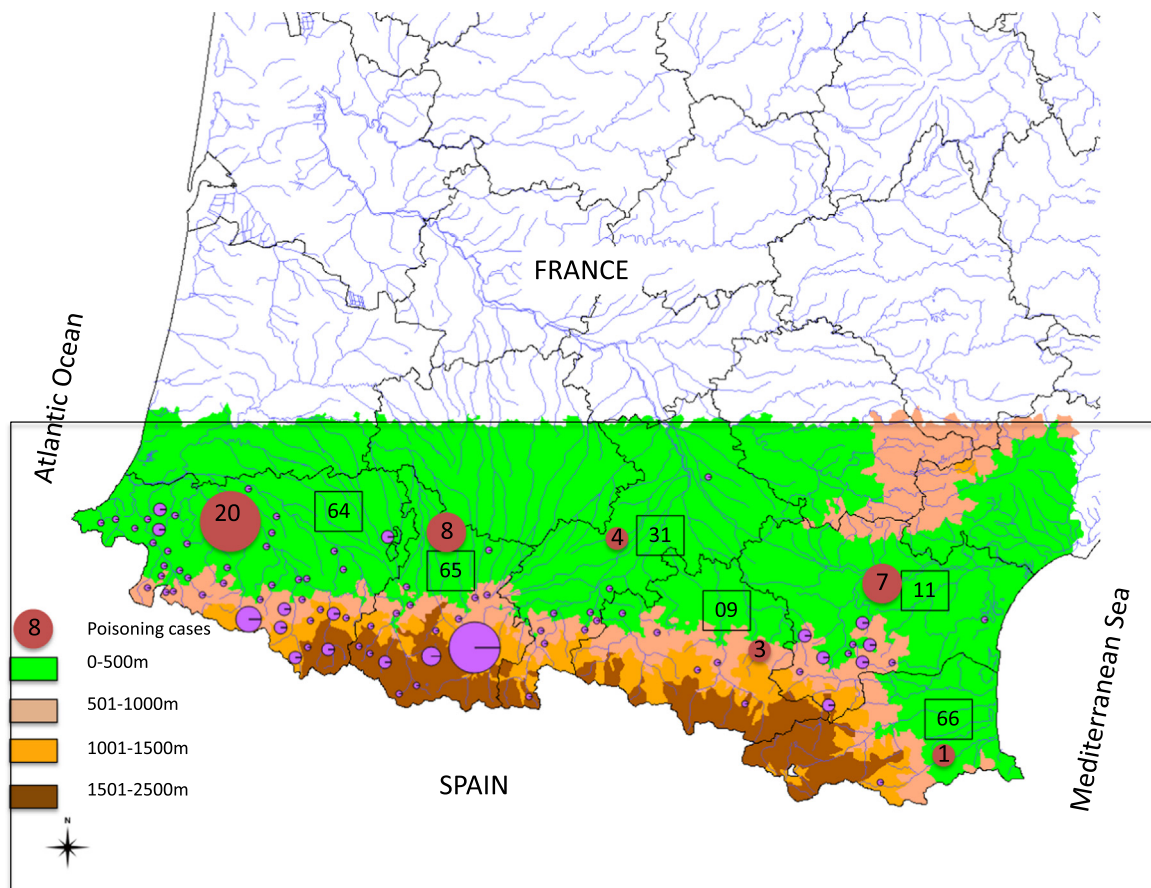 FRANCE
Atlantic Ocean
20
64
8
65
4
31
7
11
09
3
66
1
8
Poisoning cases
0-500m
501-1000m
1001-1500m
1501-2500m
N
SPAIN
Mediterranean Sea